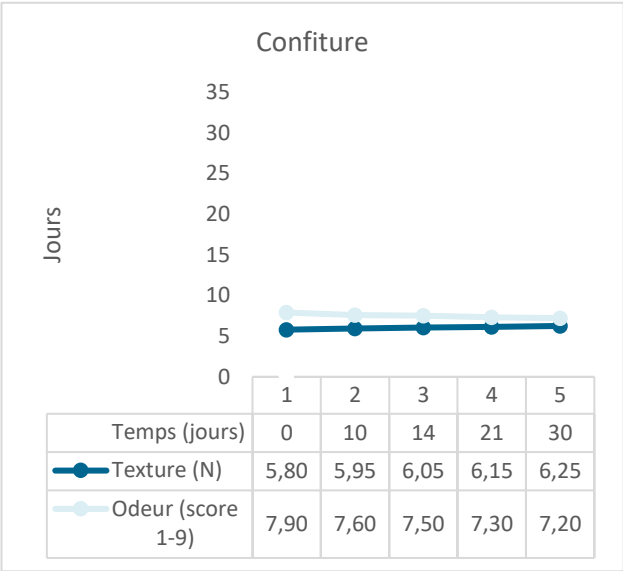 Confiture
35
30
25
20
15
10
5
0
Jours
1 2 3 4 5
Temps (jours) 0 10 14 21 30
Texture (N) 5,80 5,95 6,05 6,15 6,25
Odeur (score
1-9) 7,90 7,60 7,50 7,30 7,20